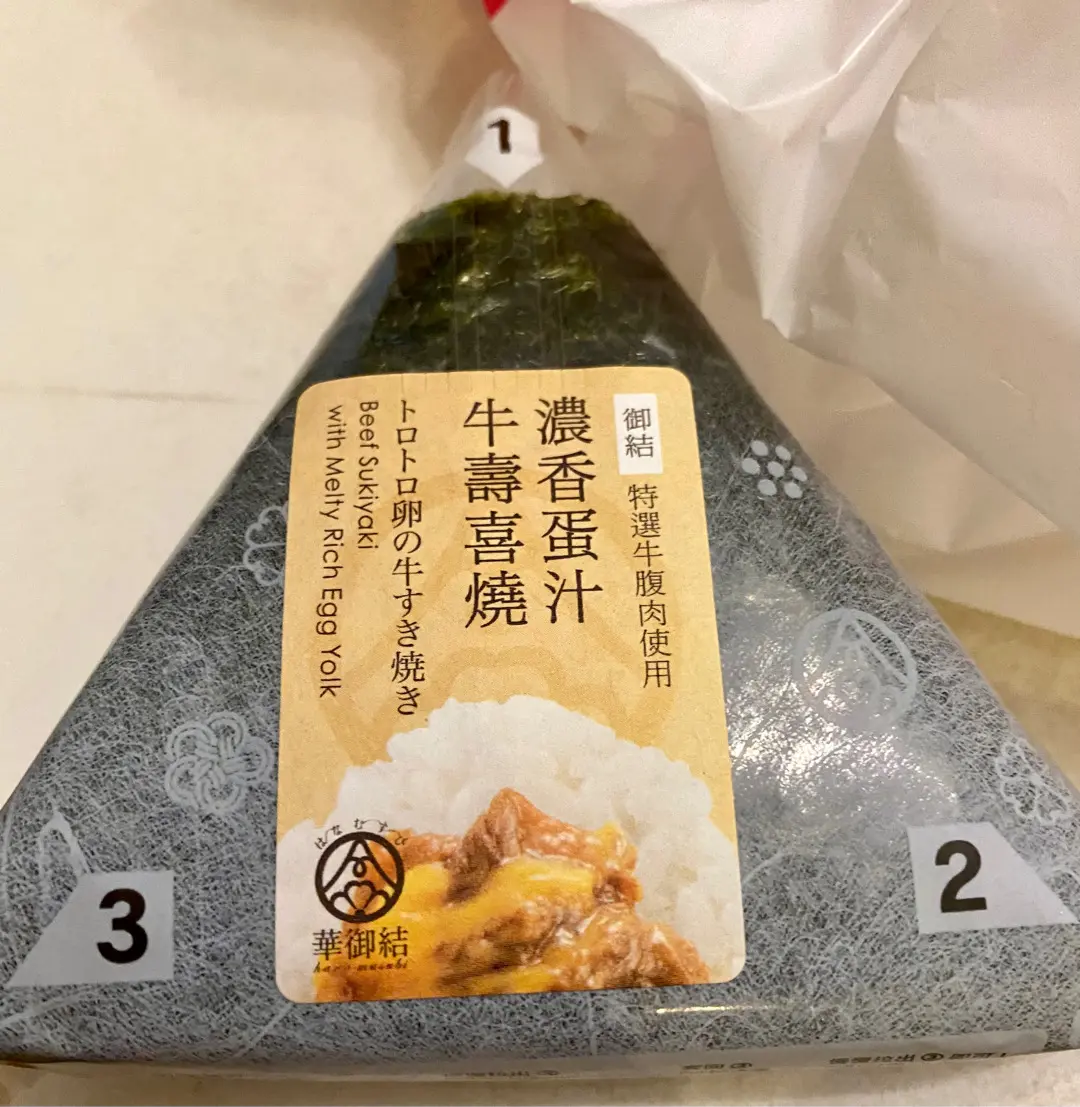 1
御結
特選牛腹肉使用
濃香蛋汁
牛壽喜燒
トロトロ卵の牛すき焼き
Beef Sukiyaki
with Melty Rich Egg Yolk
はなむすび
華御結
hana-musubi
3
2